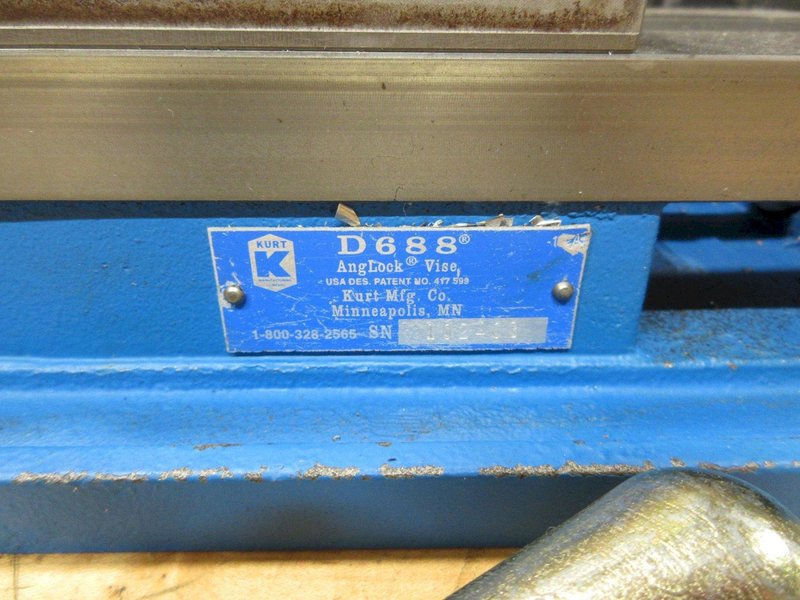 KURT
K
D688®
AngLock® Vise
USA DES. PATENT NO. 417 599
Kurt Mfg. Co.
Minneapolis, MN
1-800-328-2565 SN